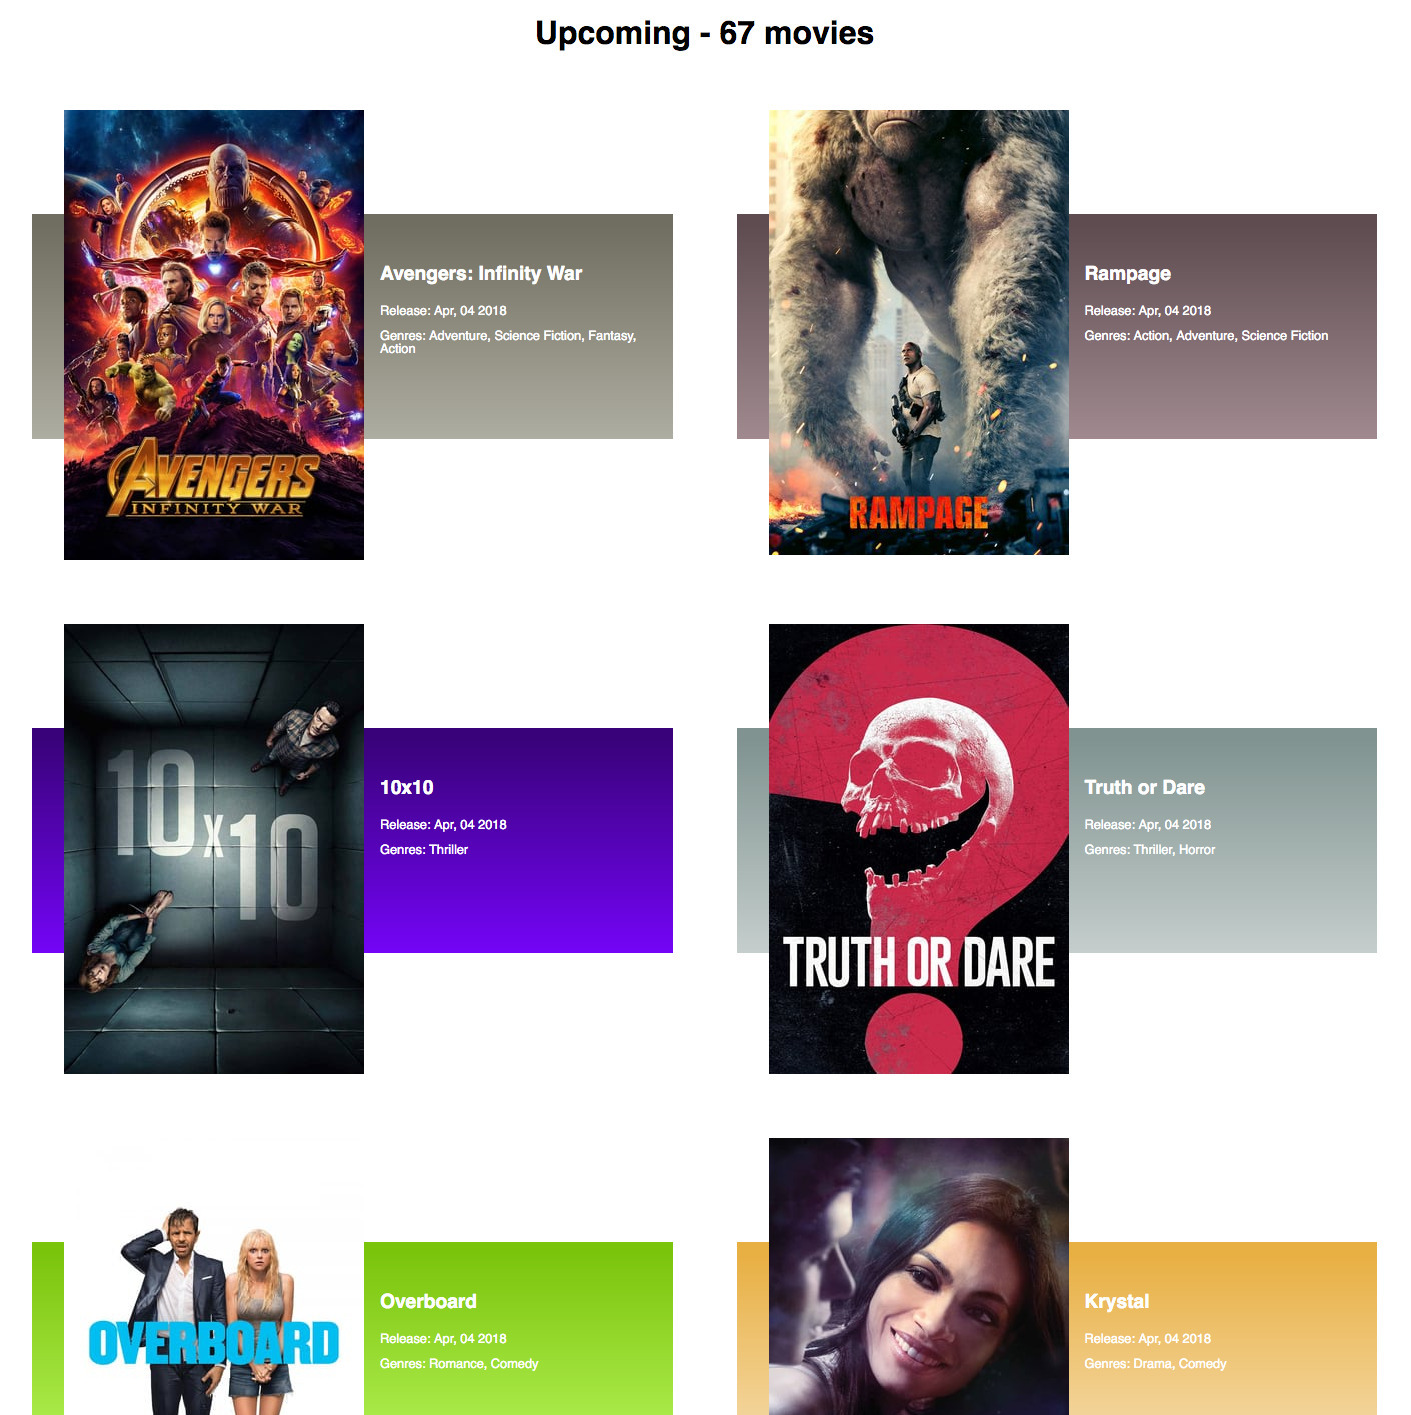 Upcoming - 67 movies
AVENGERS
INFINITY WAR
Avengers: Infinity War
Release: Apr, 04 2018
Genres: Adventure, Science Fiction, Fantasy,
Action
RAMPAGE
Rampage
Release: Apr, 04 2018
Genres: Action, Adventure, Science Fiction
10x10
10x10
Release: Apr, 04 2018
Genres: Thriller
TRUTH OR DARE
Truth or Dare
Release: Apr, 04 2018
Genres: Thriller, Horror
OVERBOARD
Overboard
Release: Apr, 04 2018
Genres: Romance, Comedy
Krystal
Release: Apr, 04 2018
Genres: Drama, Comedy